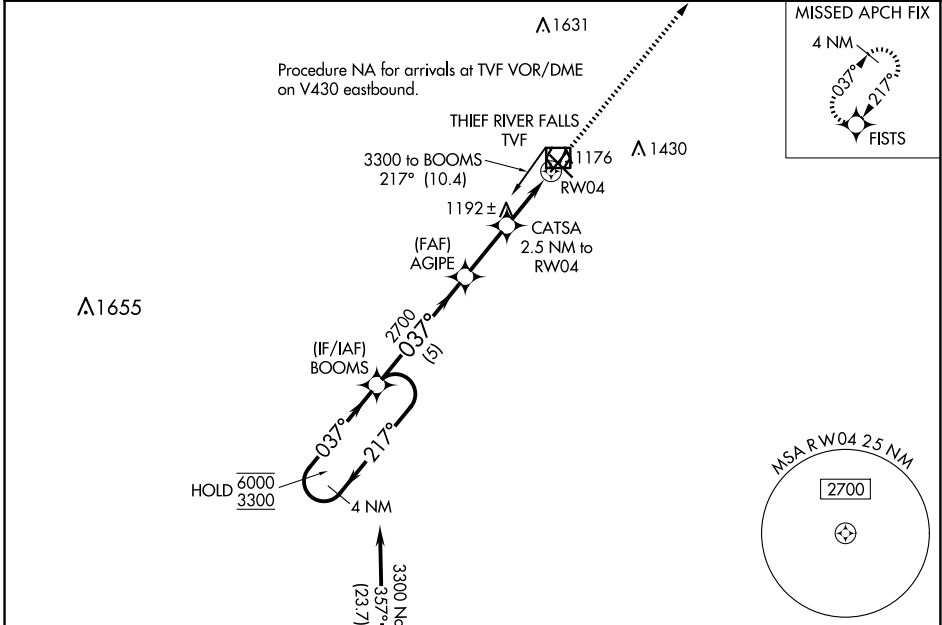 1631
MISSED APCH FIX
4 NM
037°
217°
FISTS
Procedure NA for arrivals at TVF VOR/DME
on V430 eastbound.
THIEF RIVER FALLS
TVF
3300 to BOOMS
217° (10.4)
1176
1430
RW04
1192 ±
CATSA
2.5 NM to
RW04
(FAF)
AGIPE
1655
2700
037°
(5)
(IF/IAF)
BOOMS
037°
217°
HOLD 6000
3300
4 NM
MSA RW04 25 NM
2700
3300
357°
(23.7)